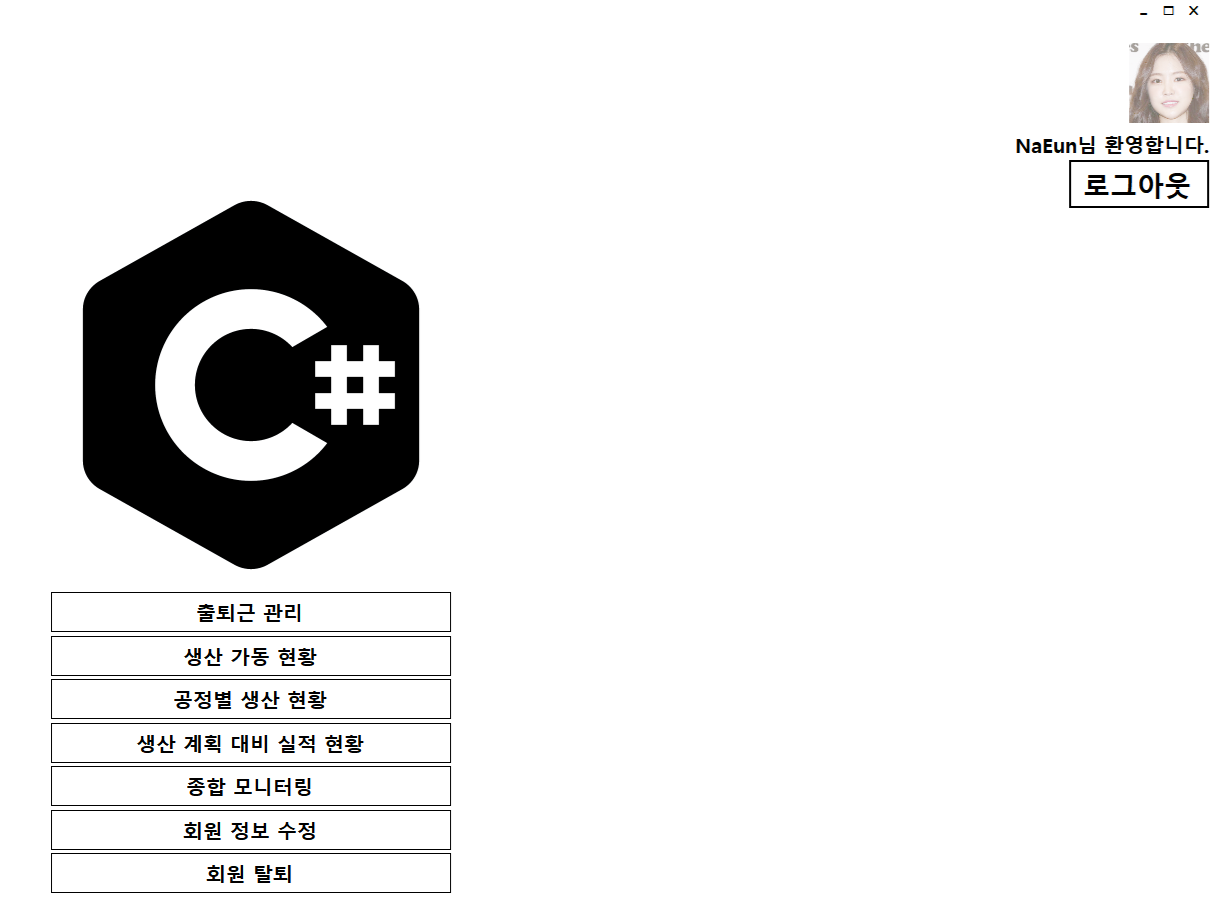 NaEun님 환영합니다.
로그아웃
C#
출퇴근 관리
생산 가동 현황
공정별 생산 현황
생산 계획 대비 실적 현황
종합 모니터링
회원 정보 수정
회원 탈퇴